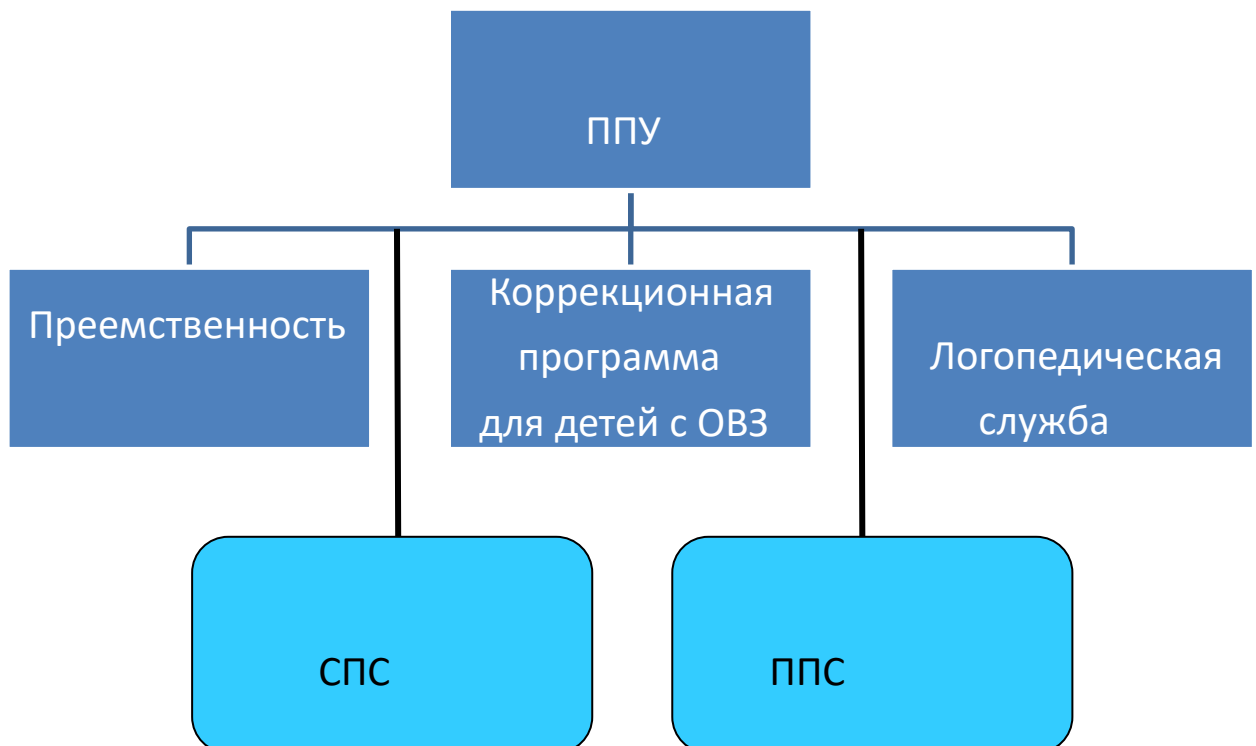 ППУ
Преемственность
Коррекционная
программа
для детей с ОВЗ
Логопедическая
служба
СПС
ППС